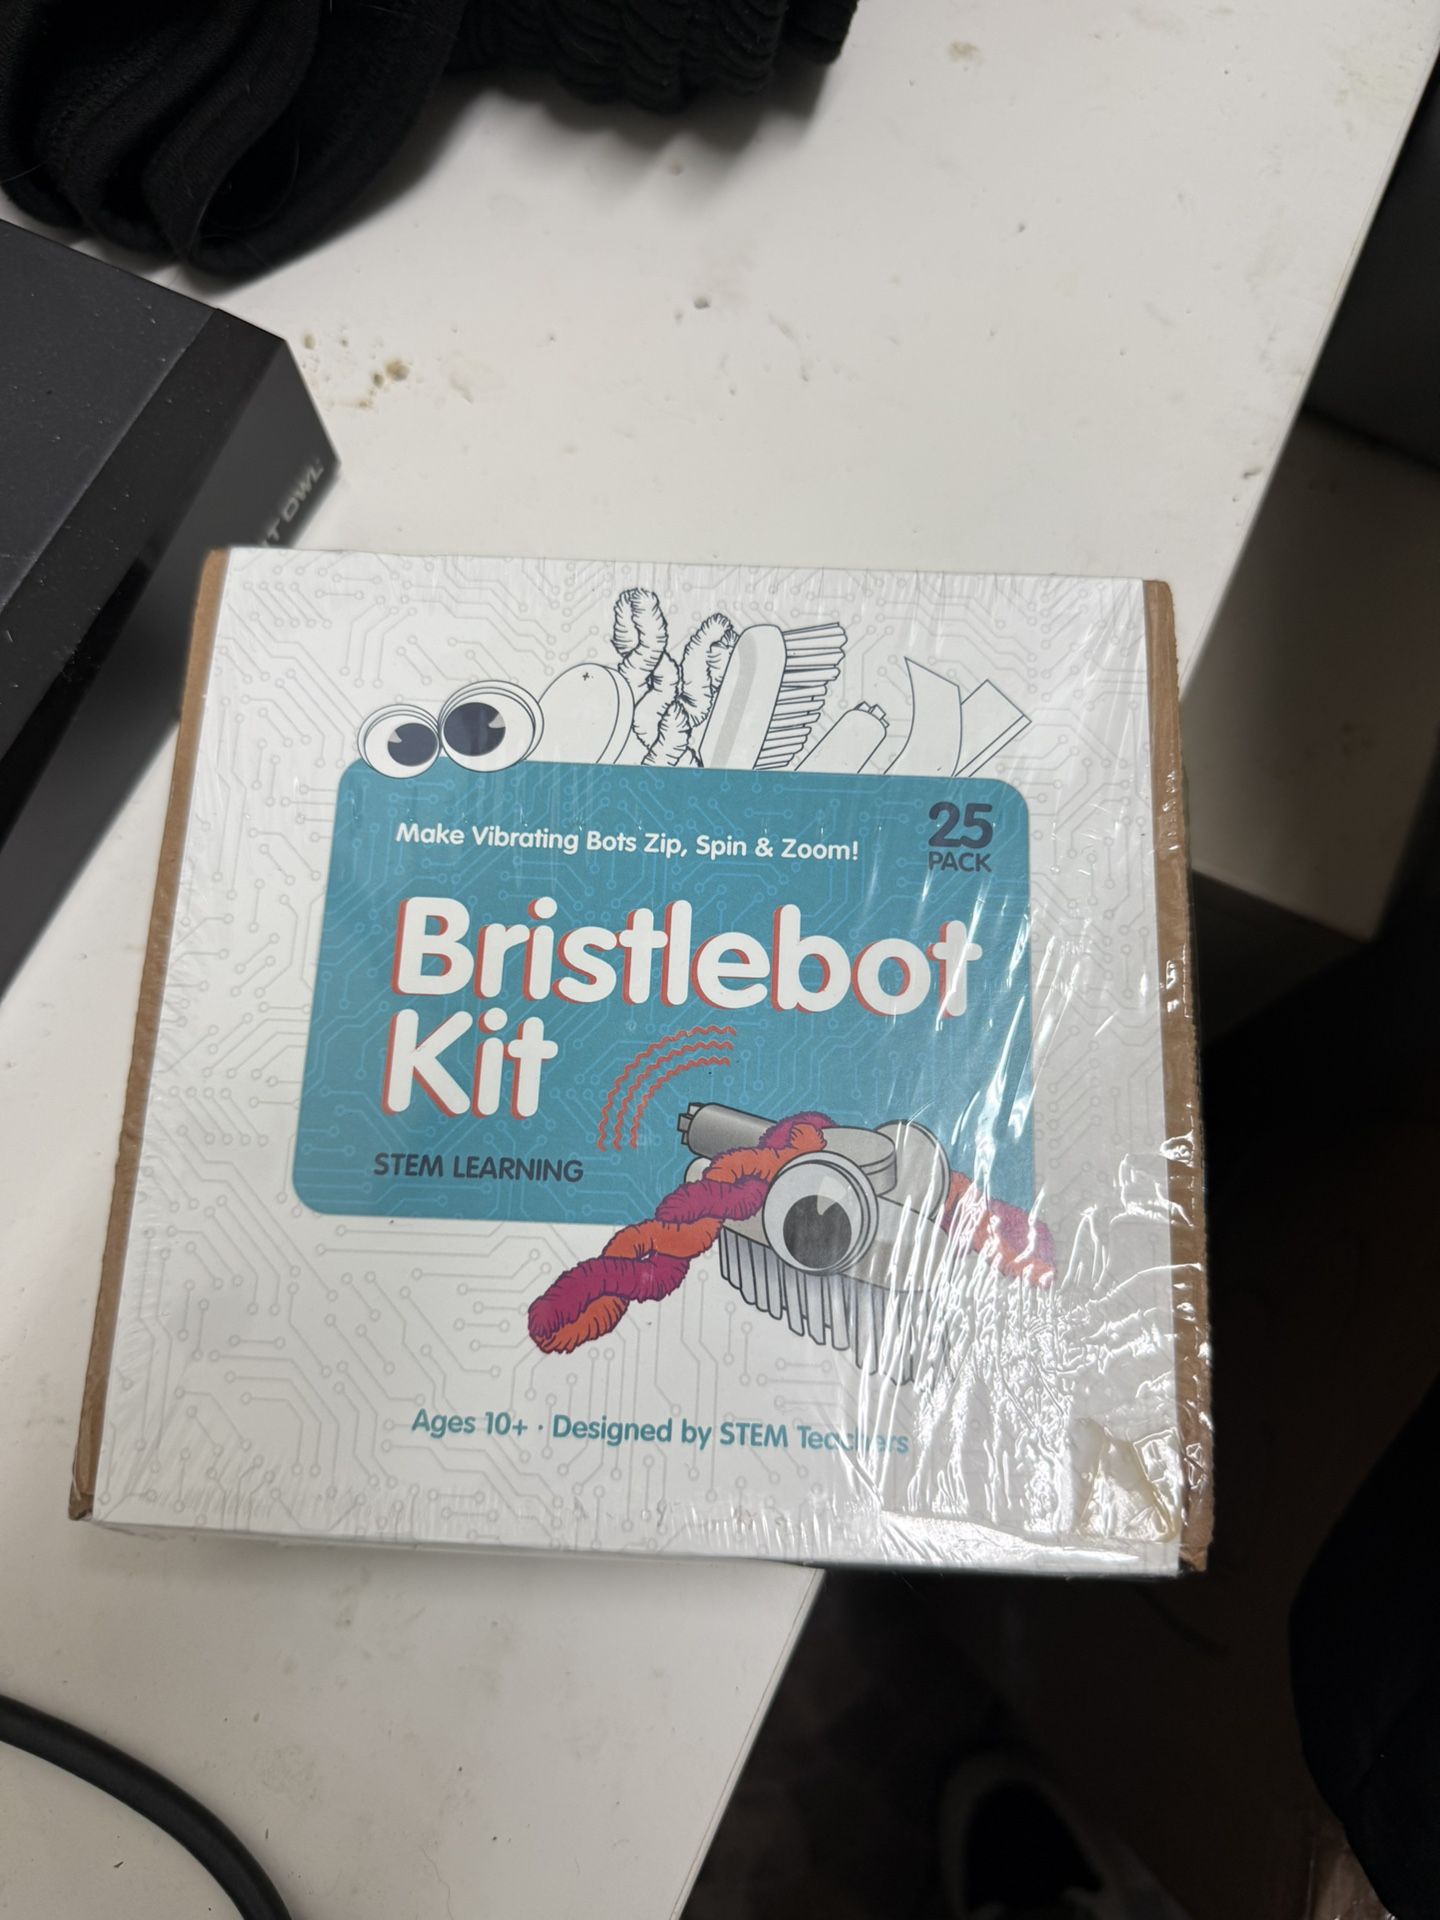 Make Vibrating Bots Zip, Spin & Zoom!
25
PACK
Bristlebot
Kit
STEM LEARNING
Ages 10+ · Designed by STEM Teachers